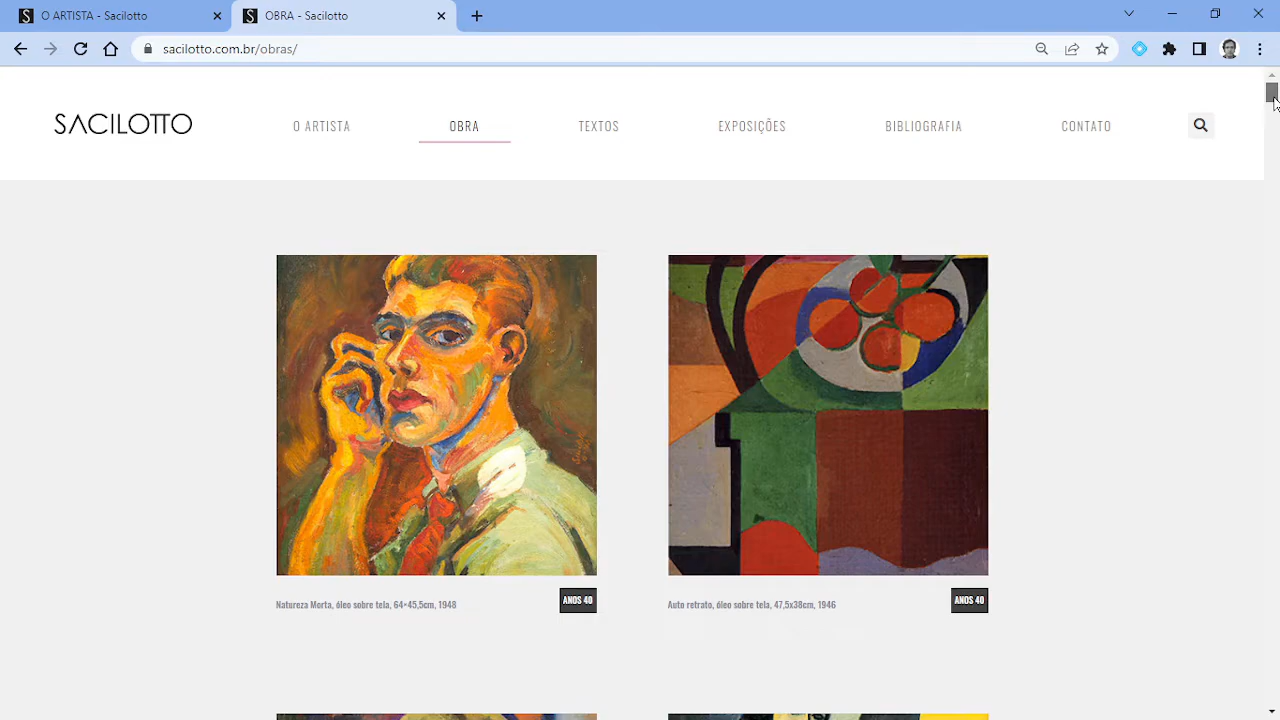 O ARTISTA - OBRA - Sacilotto
OBRA - Sacilotto
sacilotto.com.br/obras/
SACILOTTO
O ARTISTA
OBRA
TEXTOS
EXPOSIÇÕES
BIBLIOGRAFIA
CONTATO
Natureza Morta, óleo sobre tela, 64×45,5cm, 1948
ANOS 40
Auto retrato, óleo sobre tela, 47,5x38cm, 1946
ANOS 40